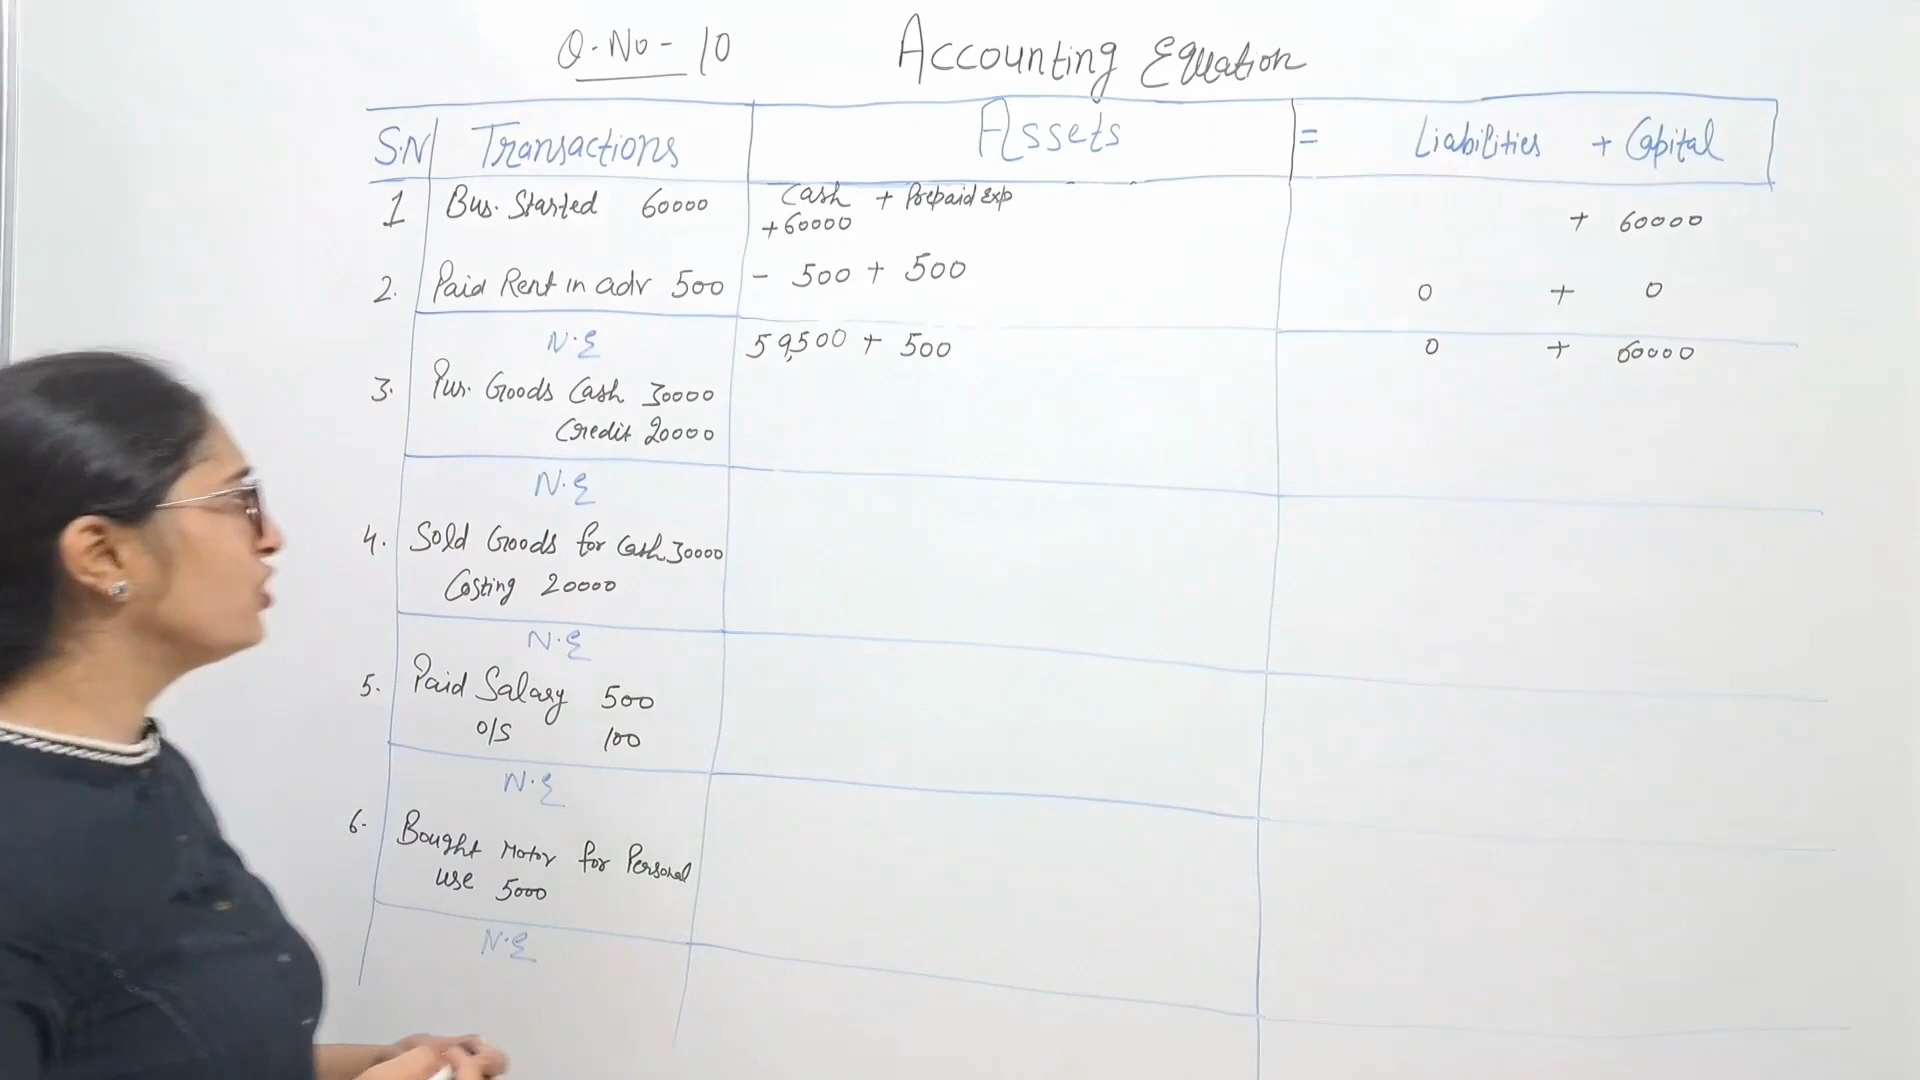 Q.No- 10 Accounting Equation
S.N Transactions Assets = Liabilities + Capital
1 Bus. Started 60000 Cash + Prepaid Exp
+60000 + 60000
2. Paid Rent in adv 500 - 500 + 500 0 + 0
N.E 59,500 + 500 0 + 60000
3. Pur. Goods Cash 30000
Credit 20000
N.E
4. Sold Goods for Cash 30000
Costing 20000
N.E
5. Paid Salary 500
O/S 100
N.E
6. Bought Motor for Personal
use 5000
N.E